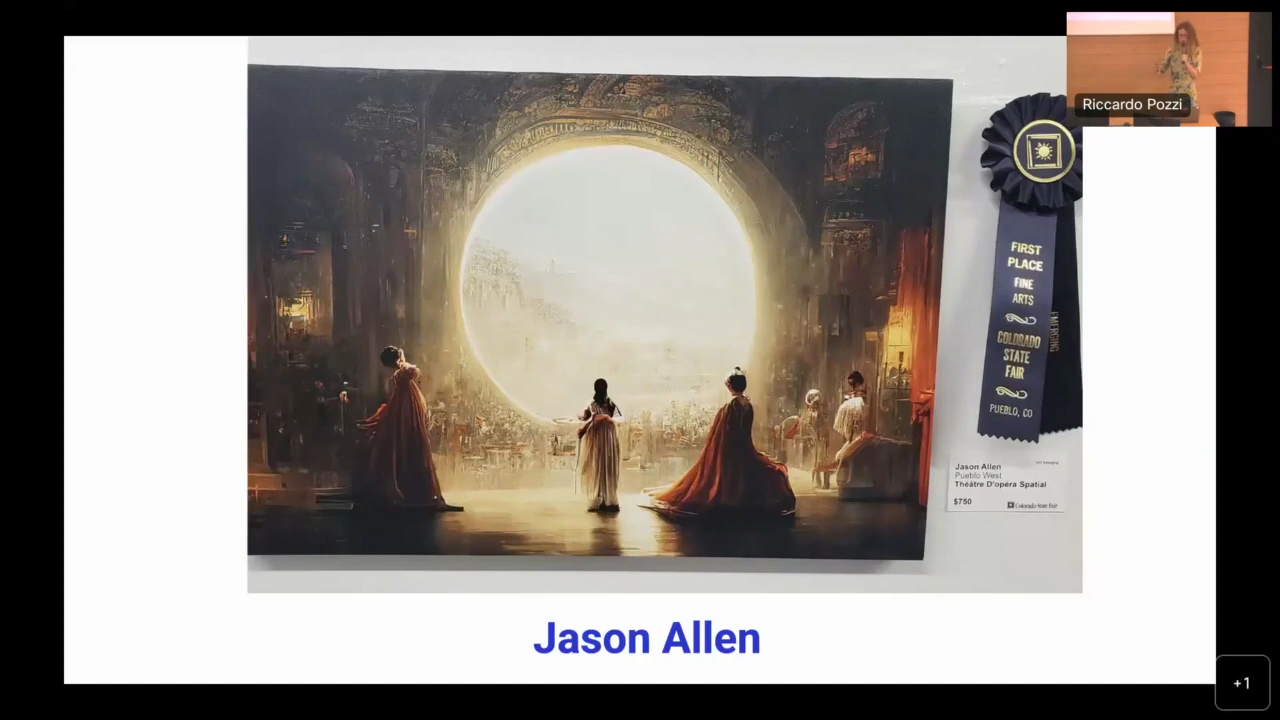 Riccardo Pozzi
FIRST
PLACE
FINE
ARTS
COLORADO
STATE
FAIR
PUEBLO, CO
EMERGING
Jason Allen
Pueblo West
Théâtre D'opéra Spatial
$750
Colorado State Fair
Jason Allen
+1